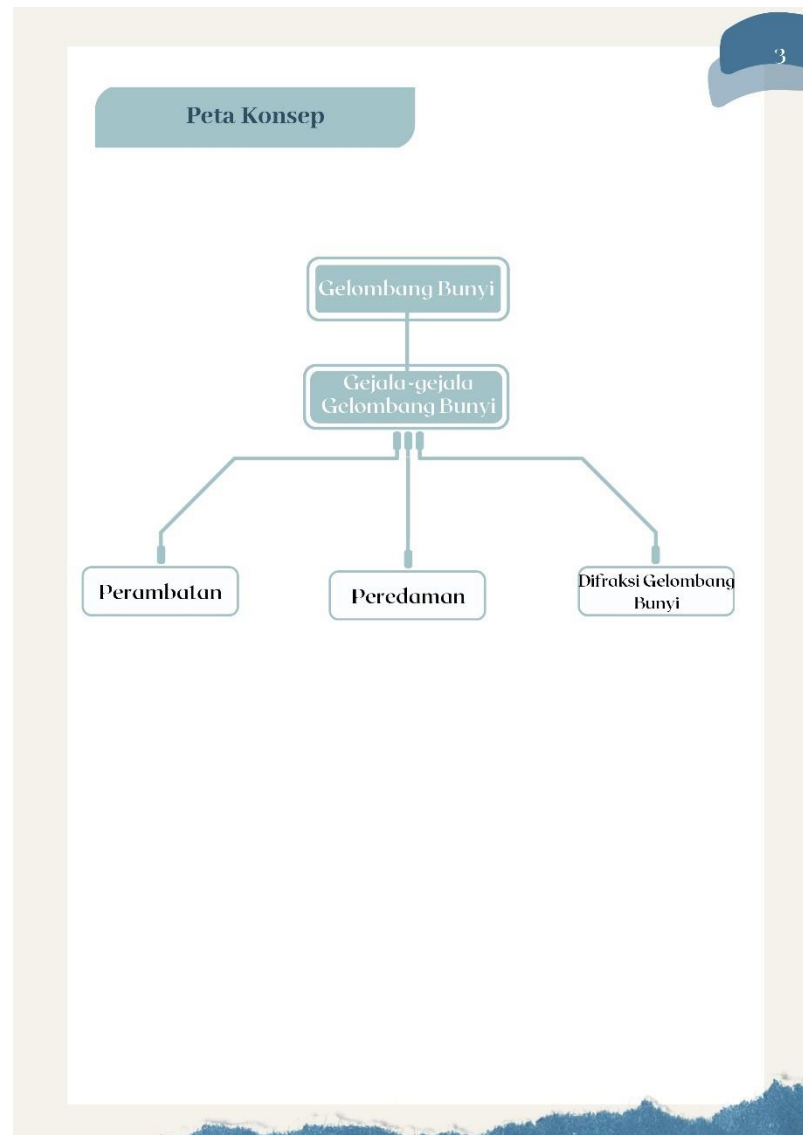 3
Peta Konsep
Gelombang Bunyi
Gejala-gejala
Gelombang Bunyi
Perambatan
Peredaman
Difraksi Gelombang
Bunyi